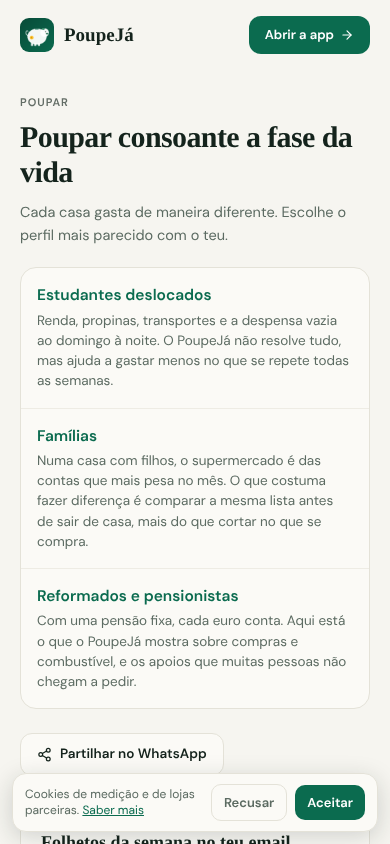 PoupeJá
Abrir a app →
POUPAR
Poupar consoante a fase da
vida
Cada casa gasta de maneira diferente. Escolhe o
perfil mais parecido com o teu.
Estudantes deslocados
Renda, propinas, transportes e a despensa vazia
ao domingo à noite. O PoupeJá não resolve tudo,
mas ajuda a gastar menos no que se repete todas
as semanas.
Famílias
Numa casa com filhos, o supermercado é das
contas que mais pesa no mês. O que costuma
fazer diferença é comparar a mesma lista antes
de sair de casa, mais do que cortar no que se
compra.
Reformados e pensionistas
Com uma pensão fixa, cada euro conta. Aqui está
o que o PoupeJá mostra sobre compras e
combustível, e os apoios que muitas pessoas não
chegam a pedir.
Partilhar no WhatsApp
Cookies de medição e de lojas
parceiras. Saber mais
Recusar
Aceitar
Folhetos da semana no teu email